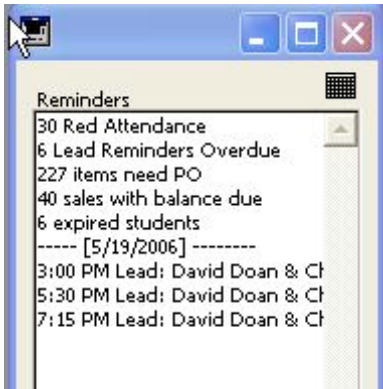 Reminders
30 Red Attendance
6 Lead Reminders Overdue
227 items need PO
40 sales with balance due
6 expired students
----- [5/19/2006] --------
3:00 PM Lead: David Doan & Ch
5:30 PM Lead: David Doan & Ch
7:15 PM Lead: David Doan & Ch